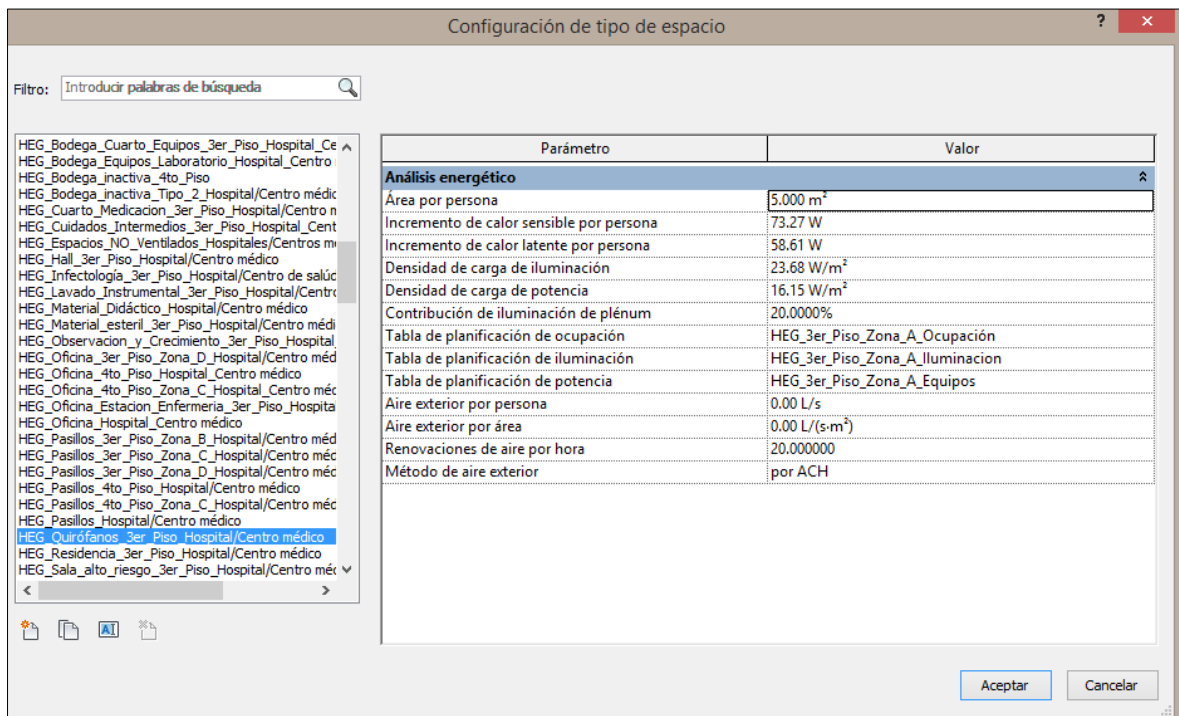 Configuración de tipo de espacio
?
Filtro: Introducir palabras de búsqueda
HEG_Bodega_Cuarto_Equipos_3er_Piso_Hospital_Ce
HEG_Bodega_Equipos_Laboratorio_Hospital_Centro
HEG_Bodega_inactiva_4to_Piso
HEG_Bodega_inactiva_Tipo_2_Hospital/Centro médic
HEG_Cuarto_Medicacion_3er_Piso_Hospital/Centro m
HEG_Cuidados_Intermedios_3er_Piso_Hospital_Cent
HEG_Espacios_NO_Ventilados_Hospitales/Centros m
HEG_Hall_3er_Piso_Hospital/Centro médico
HEG_Infectología_3er_Piso_Hospital/Centro de salúd
HEG_Lavado_Instrumental_3er_Piso_Hospital/Centro
HEG_Material_Didáctico_Hospital/Centro médico
HEG_Material_esteril_3er_Piso_Hospital/Centro médi
HEG_Observacion_y_Crecimiento_3er_Piso_Hospital_
HEG_Oficina_3er_Piso_Zona_D_Hospital/Centro méd
HEG_Oficina_4to_Piso_Hospital_Centro médico
HEG_Oficina_4to_Piso_Zona_C_Hospital_Centro méd
HEG_Oficina_Estacion_Enfermeria_3er_Piso_Hospita
HEG_Oficina_Hospital_Centro médico
HEG_Pasillos_3er_Piso_Zona_B_Hospital/Centro méd
HEG_Pasillos_3er_Piso_Zona_C_Hospital/Centro méd
HEG_Pasillos_3er_Piso_Zona_D_Hospital/Centro méd
HEG_Pasillos_4to_Piso_Hospital/Centro médico
HEG_Pasillos_4to_Piso_Zona_C_Hospital/Centro méd
HEG_Pasillos_Hospital/Centro médico
HEG_Quirófanos_3er_Piso_Hospital/Centro médico
HEG_Residencia_3er_Piso_Hospital/Centro médico
HEG_Sala_alto_riesgo_3er_Piso_Hospital/Centro méd
Parámetro Valor
Análisis energético
Área por persona 5.000 m²
Incremento de calor sensible por persona 73.27 W
Incremento de calor latente por persona 58.61 W
Densidad de carga de iluminación 23.68 W/m²
Densidad de carga de potencia 16.15 W/m²
Contribución de iluminación de plénum 20.0000%
Tabla de planificación de ocupación HEG_3er_Piso_Zona_A_Ocupación
Tabla de planificación de iluminación HEG_3er_Piso_Zona_A_Iluminacion
Tabla de planificación de potencia HEG_3er_Piso_Zona_A_Equipos
Aire exterior por persona 0.00 L/s
Aire exterior por área 0.00 L/(s·m²)
Renovaciones de aire por hora 20.000000
Método de aire exterior por ACH
AI
Aceptar Cancelar